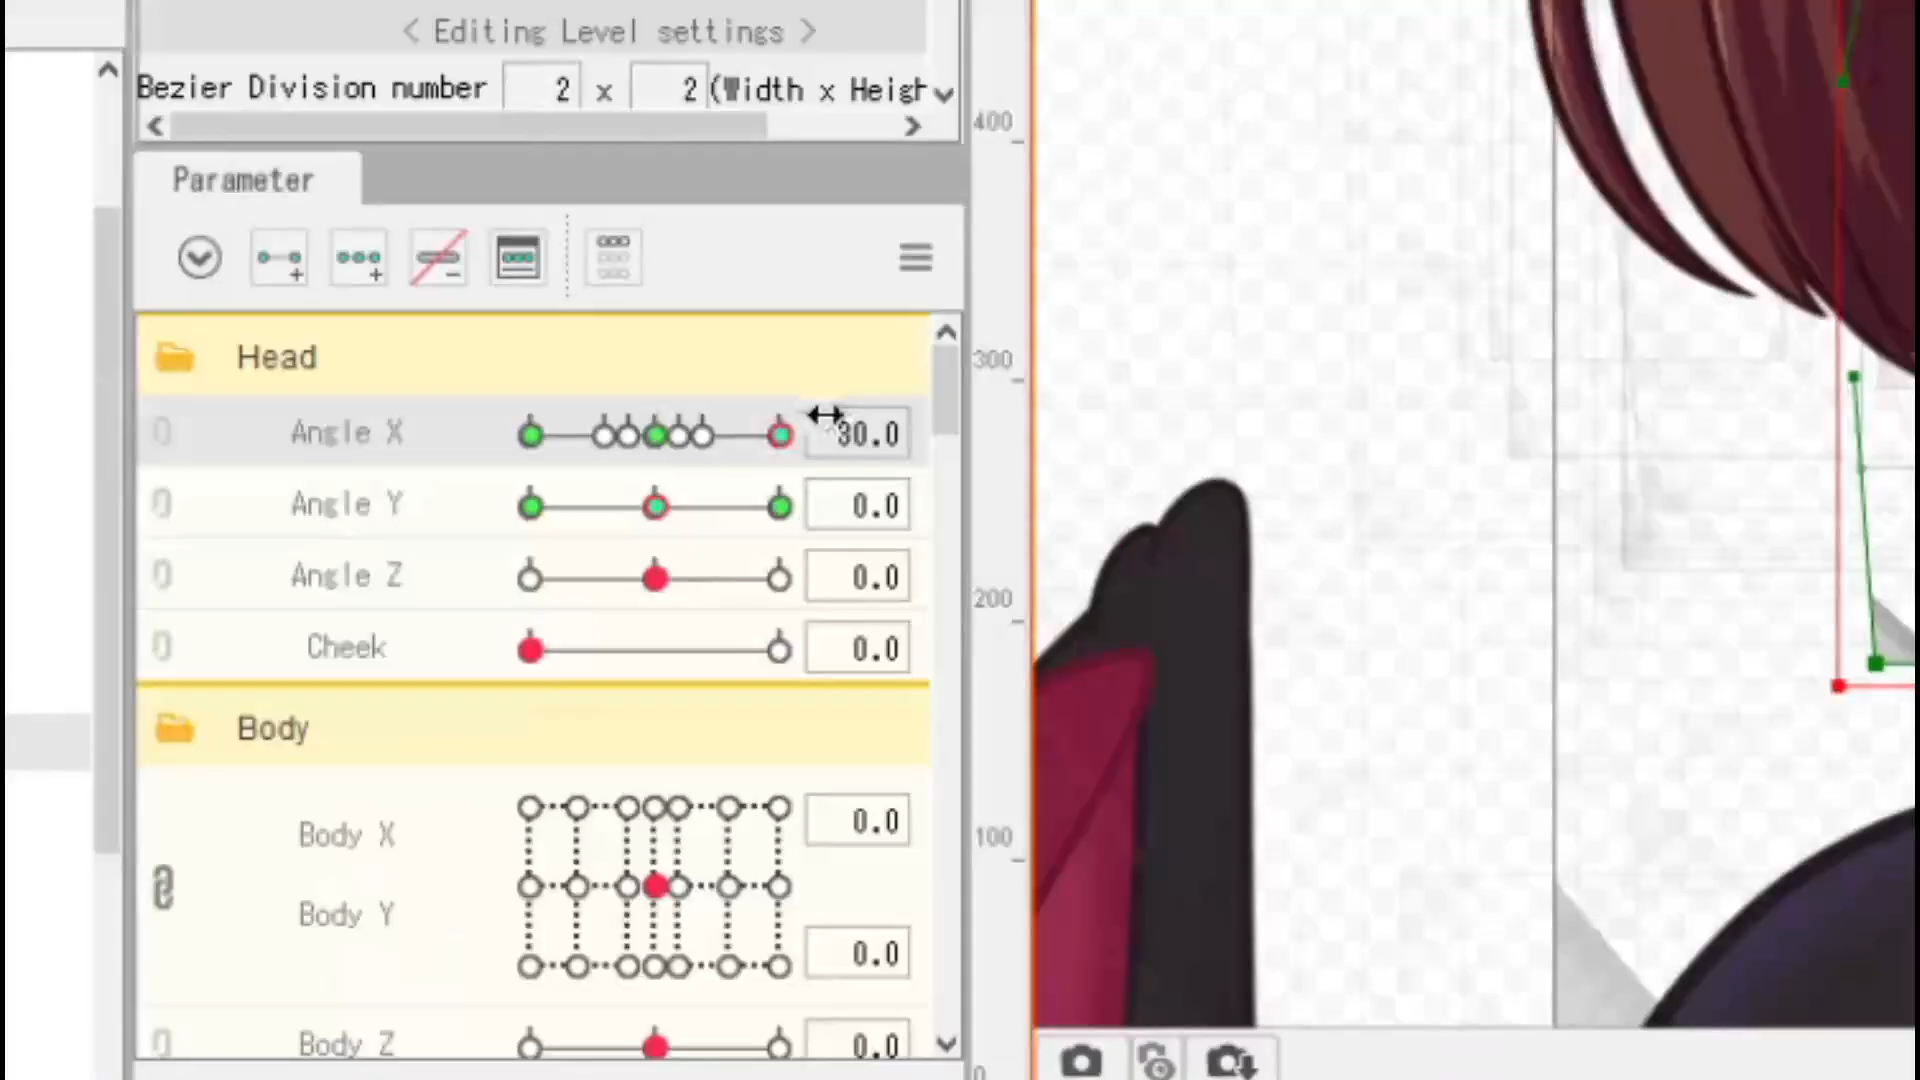 < Editing Level settings >
Bezier Division number 2 x 2 (Width x Heigh
400
Parameter
Head
300
Angle X 30.0
Angle Y 0.0
Angle Z 0.0
200
Cheek 0.0
Body
Body X 0.0
100
Body Y 0.0
Body Z 0.0
0